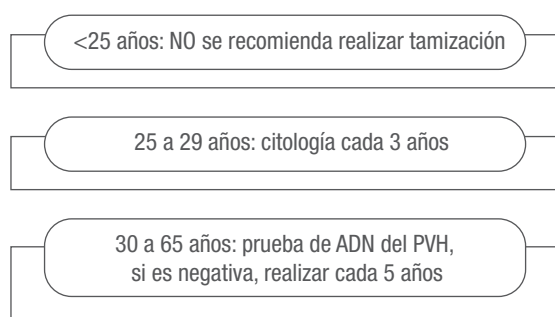 <25 años: NO se recomienda realizar tamización
25 a 29 años: citología cada 3 años
30 a 65 años: prueba de ADN del PVH,
si es negativa, realizar cada 5 años